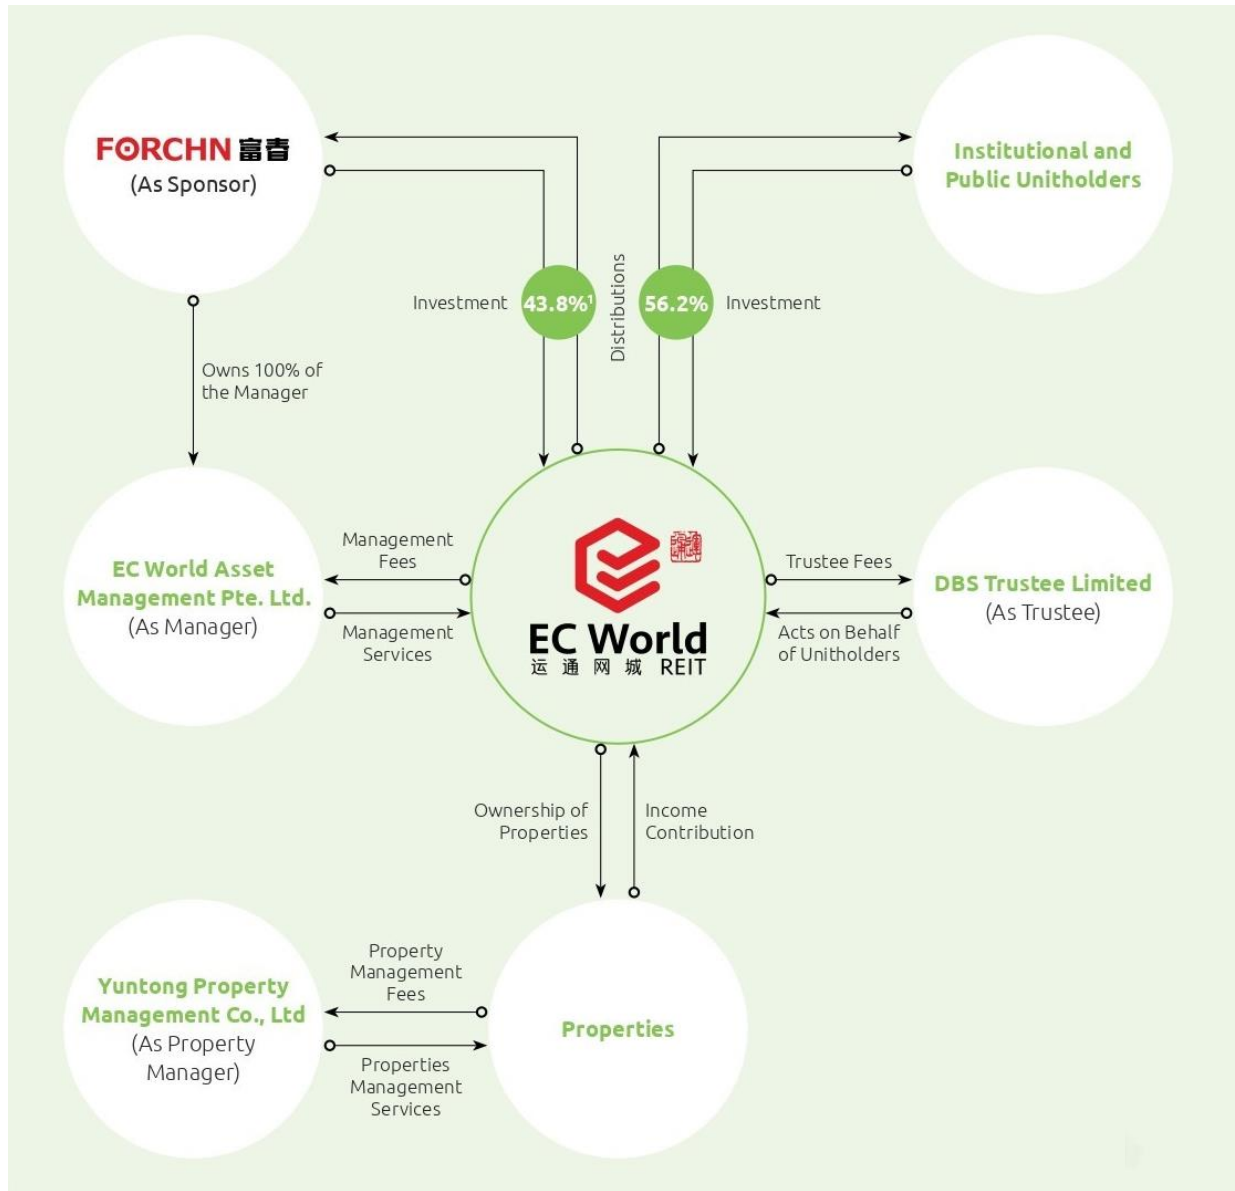 FORCHN 富春
(As Sponsor)
Institutional and
Public Unitholders
Investment
43.8%¹
Distributions
56.2%
Investment
Owns 100% of
the Manager
EC World Asset
Management Pte. Ltd.
(As Manager)
Management
Fees
Management
Services
EC World
运通网城 REIT
Trustee Fees
Acts on Behalf
of Unitholders
DBS Trustee Limited
(As Trustee)
Ownership of
Properties
Income
Contribution
Yuntong Property
Management Co., Ltd
(As Property
Manager)
Property
Management
Fees
Properties
Management
Services
Properties